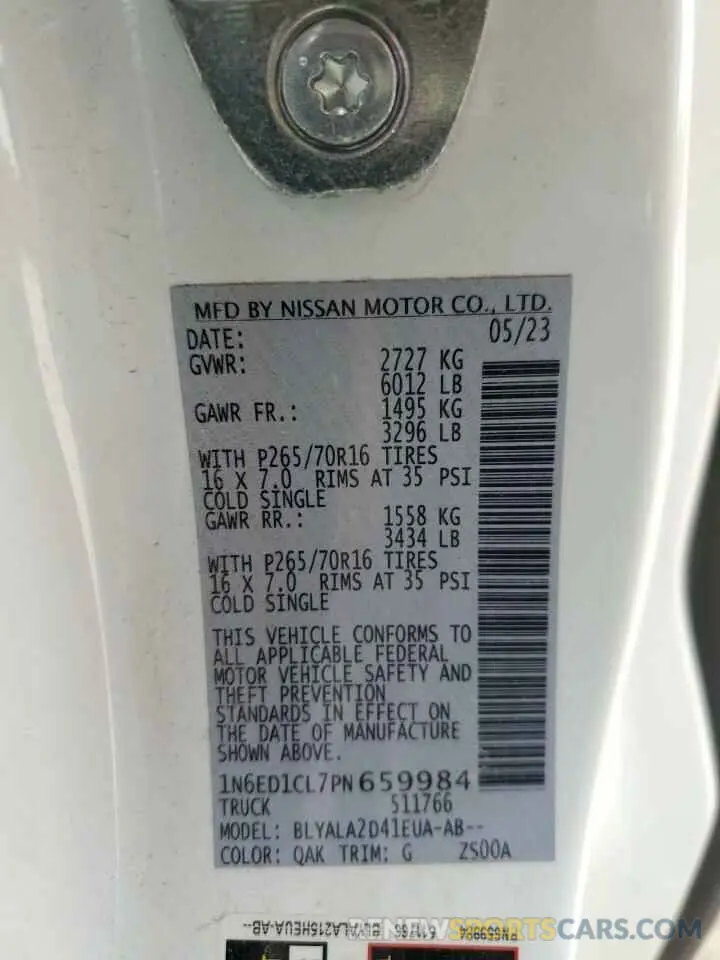 MFD BY NISSAN MOTOR CO., LTD.
DATE: 05/23
GVWR: 2727 KG
6012 LB
GAWR FR.: 1495 KG
3296 LB
WITH P265/70R16 TIRES
16 X 7.0 RIMS AT 35 PSI
COLD SINGLE
GAWR RR.: 1558 KG
3434 LB
WITH P265/70R16 TIRES
16 X 7.0 RIMS AT 35 PSI
COLD SINGLE
THIS VEHICLE CONFORMS TO
ALL APPLICABLE FEDERAL
MOTOR VEHICLE SAFETY AND
THEFT PREVENTION
STANDARDS IN EFFECT ON
THE DATE OF MANUFACTURE
SHOWN ABOVE.
1N6ED1CL7PN659984
TRUCK 511766
MODEL: BLYALA2D41EUA-AB--
COLOR: QAK TRIM: G ZS00A
PN659984 511766
RENEWSPORTSCAR.COM